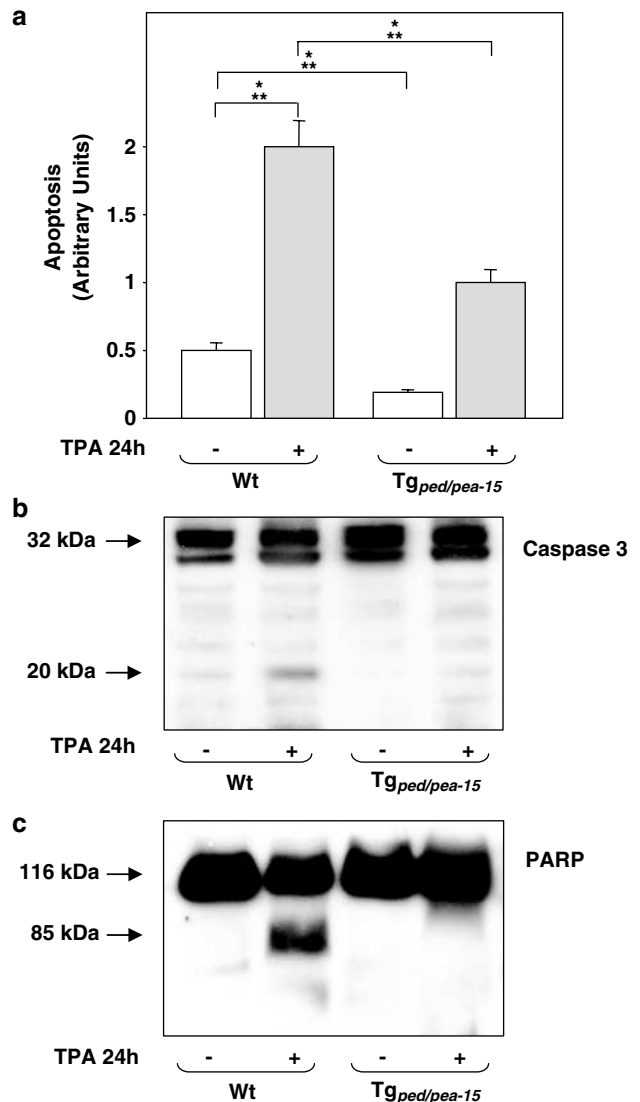 a
*
**
*
**
*
**
Apoptosis
(Arbitrary Units)
2
1.5
1
0.5
0
TPA 24h - + - +
Wt Tgped/pea-15
b
32 kDa
Caspase 3
20 kDa
TPA 24h - + - +
Wt Tgped/pea-15
c
116 kDa
PARP
85 kDa
TPA 24h - + - +
Wt Tgped/pea-15